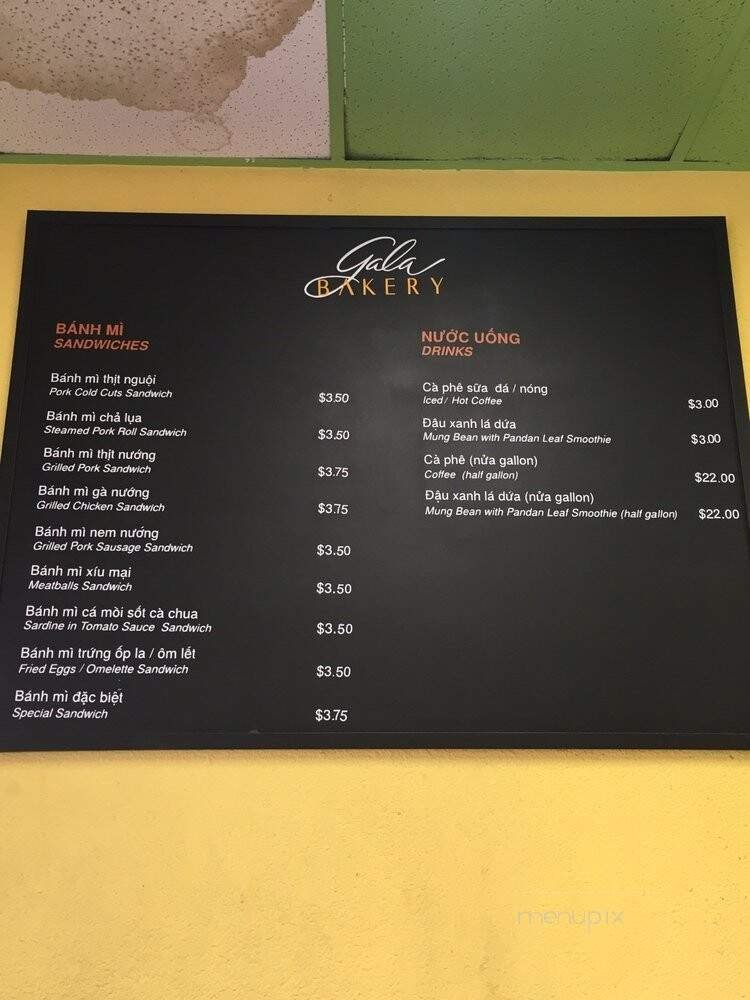 Gala
BAKERY
BÁNH MÌ
SANDWICHES
Bánh mì thịt nguội
Pork Cold Cuts Sandwich
$3.50
Bánh mì chả lụa
Steamed Pork Roll Sandwich
$3.50
Bánh mì thịt nướng
Grilled Pork Sandwich
$3.75
Bánh mì gà nướng
Grilled Chicken Sandwich
$3.75
Bánh mì nem nướng
Grilled Pork Sausage Sandwich
$3.50
Bánh mì xíu mại
Meatballs Sandwich
$3.50
Bánh mì cá mòi sốt cà chua
Sardine in Tomato Sauce Sandwich
$3.50
Bánh mì trứng ốp la / ôm lết
Fried Eggs / Omelette Sandwich
$3.50
Bánh mì đặc biệt
Special Sandwich
$3.75
NƯỚC UỐNG
DRINKS
Cà phê sữa đá / nóng
Iced / Hot Coffee
$3.00
Đậu xanh lá dứa
Mung Bean with Pandan Leaf Smoothie
$3.00
Cà phê (nửa gallon)
Coffee (half gallon)
$22.00
Đậu xanh lá dứa (nửa gallon)
Mung Bean with Pandan Leaf Smoothie (half gallon)
$22.00
menupix